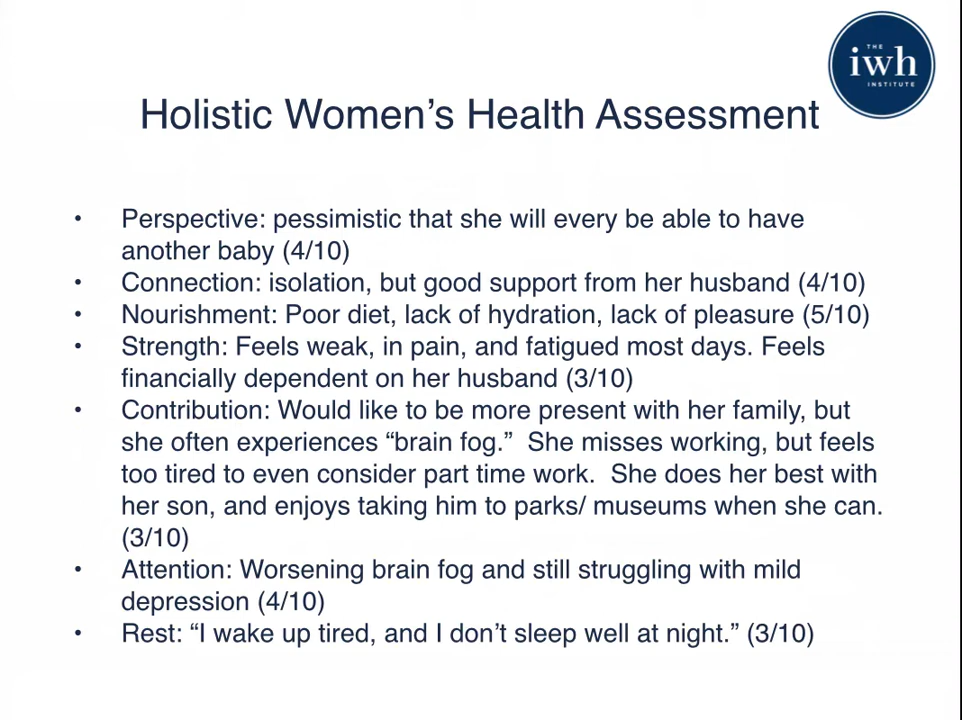 THE
iwh
INSTITUTE
Holistic Women’s Health Assessment
• Perspective: pessimistic that she will every be able to have
another baby (4/10)
• Connection: isolation, but good support from her husband (4/10)
• Nourishment: Poor diet, lack of hydration, lack of pleasure (5/10)
• Strength: Feels weak, in pain, and fatigued most days. Feels
financially dependent on her husband (3/10)
• Contribution: Would like to be more present with her family, but
she often experiences “brain fog.”  She misses working, but feels
too tired to even consider part time work.  She does her best with
her son, and enjoys taking him to parks/ museums when she can.
(3/10)
• Attention: Worsening brain fog and still struggling with mild
depression (4/10)
• Rest: “I wake up tired, and I don’t sleep well at night.” (3/10)